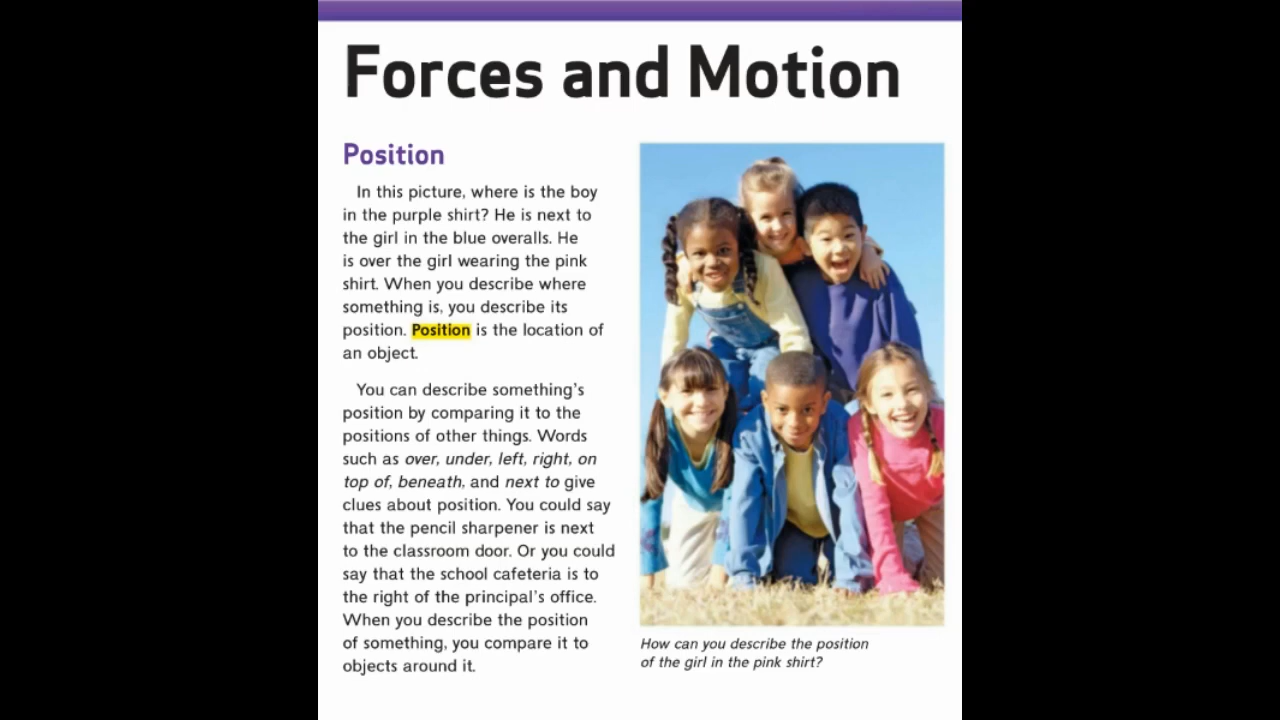 Forces and Motion
Position
In this picture, where is the boy
in the purple shirt? He is next to
the girl in the blue overalls. He
is over the girl wearing the pink
shirt. When you describe where
something is, you describe its
position. Position is the location of
an object.
You can describe something's
position by comparing it to the
positions of other things. Words
such as over, under, left, right, on
top of, beneath, and next to give
clues about position. You could say
that the pencil sharpener is next
to the classroom door. Or you could
say that the school cafeteria is to
the right of the principal's office.
When you describe the position
of something, you compare it to
objects around it.
How can you describe the position
of the girl in the pink shirt?